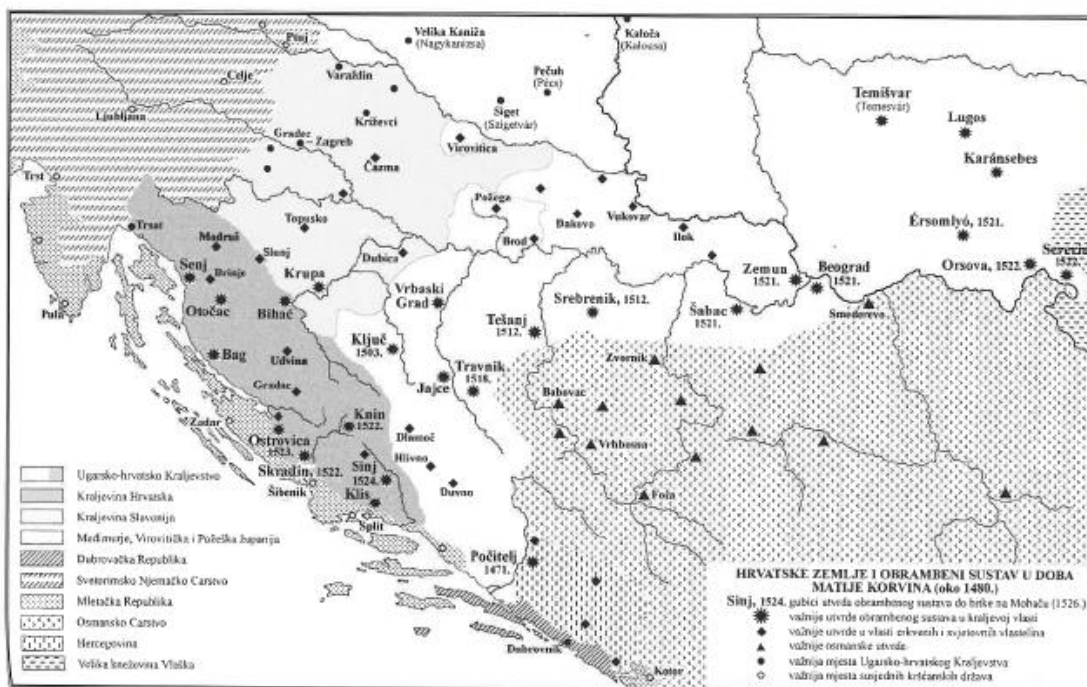 Ptuj
Velika Kaniža
(Nagykanizsa)
Kaloča
(Kalocsa)
Celje
Varaždin
Pečuh
(Pécs)
Siget
(Szigetvár)
Temišvar
(Temesvár)
Lugos
Ljubljana
Križevci
Gradec
Zagreb
Virovitica
Čazma
Karánsebes
Trst
Požega
Topusko
Đakovo
Vukovar
Érsomlyó, 1521.
Trsat
Modruš
Slunj
Dubica
Brod
Ilok
Zemun
1521.
Beograd
1521.
Orsova, 1522.
1522.
Senj
Brinje
Krupa
Vrbaski
Grad
Srebrenik, 1512.
Šabac
1521.
Smederevo
Pula
Otočac
Bihać
Ključ
1503.
Tešanj
1512.
Bag
Udvina
Travnik
1518.
Zvornik
Jajce
Gradac
Babovac
Zadar
Knin
1522.
Dlamoč
Vrhbosna
Ostrovica
1523.
Hlivno
Skradin, 1522.
Sinj
1524.
Duvno
Foča
Šibenik
Klis
Split
Počitelj
1471.
Dubrovnik
Kotor
Ugarsko-hrvatsko Kraljevstvo
Kraljevina Hrvatska
Kraljevina Slavonija
Međimurje, Virovitička i Požeška županija
Dubrovačka Republika
Svetorimsko Njemačko Carstvo
Mletačka Republika
Osmansko Carstvo
Hercegovina
Velika kneževina Vlaška
HRVATSKE ZEMLJE I OBRAMBENI SUSTAV U DOBA
MATIJE KORVINA (oko 1480.)
Sinj, 1524. gubici utvrda obrambenog sustava do bitke na Mohaču (1526.)
važnije utvrde obrambenog sustava u kraljevoj vlasti
važnije utvrde u vlasti crkvenih i svjetovnih vlastelina
važnije osmanske utvrde
važnija mjesta Ugarsko-hrvatskog Kraljevstva
važnija mjesta susjednih kršćanskih država